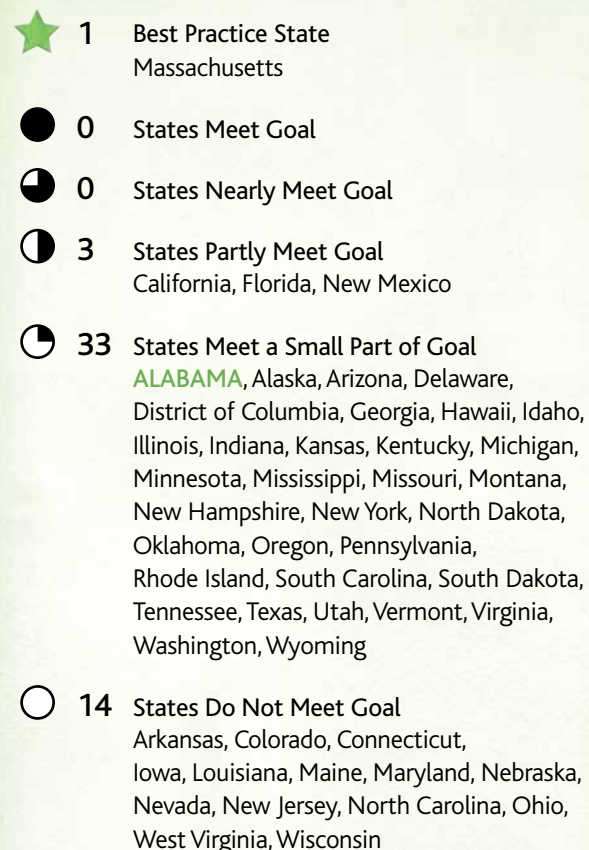 1 Best Practice State
Massachusetts
0 States Meet Goal
0 States Nearly Meet Goal
3 States Partly Meet Goal
California, Florida, New Mexico
33 States Meet a Small Part of Goal
ALABAMA, Alaska, Arizona, Delaware,
District of Columbia, Georgia, Hawaii, Idaho,
Illinois, Indiana, Kansas, Kentucky, Michigan,
Minnesota, Mississippi, Missouri, Montana,
New Hampshire, New York, North Dakota,
Oklahoma, Oregon, Pennsylvania,
Rhode Island, South Carolina, South Dakota,
Tennessee, Texas, Utah, Vermont, Virginia,
Washington, Wyoming
14 States Do Not Meet Goal
Arkansas, Colorado, Connecticut,
Iowa, Louisiana, Maine, Maryland, Nebraska,
Nevada, New Jersey, North Carolina, Ohio,
West Virginia, Wisconsin